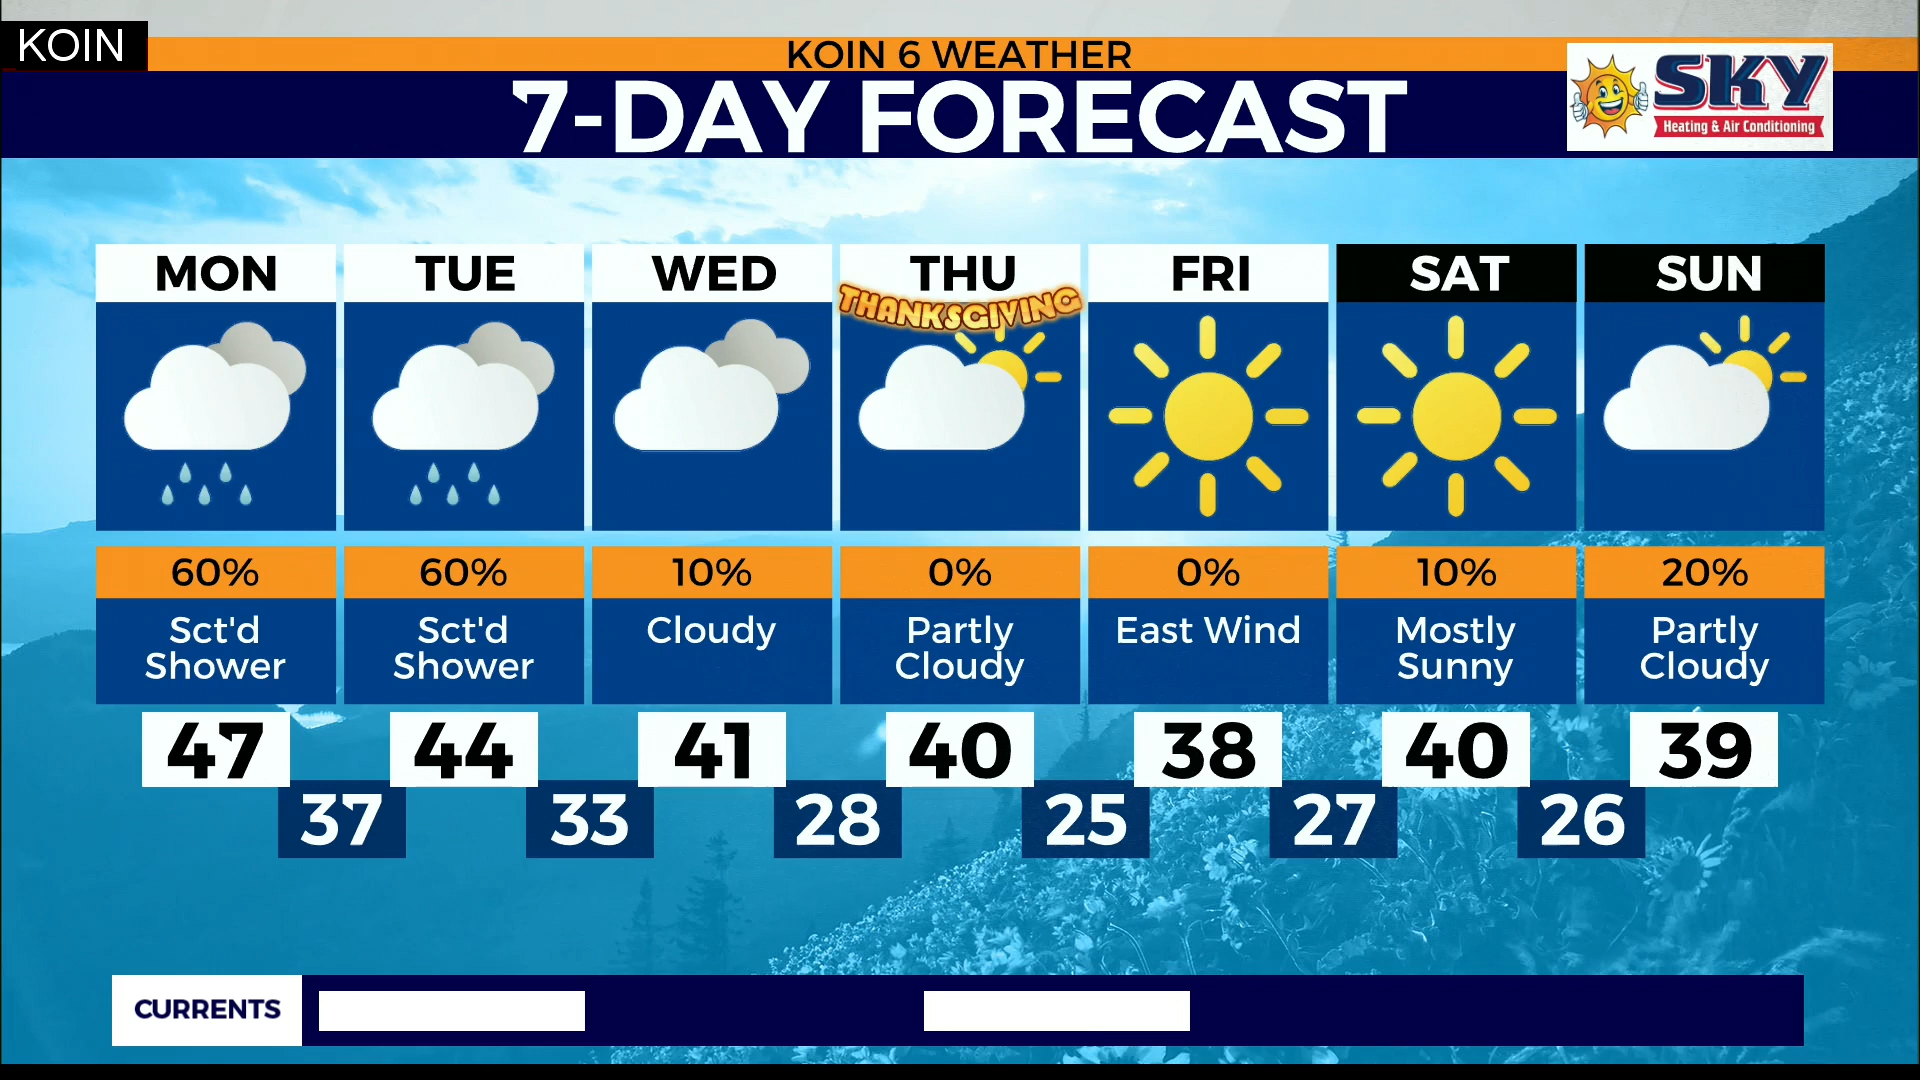 KOIN
KOIN 6 WEATHER
7-DAY FORECAST
SKY
Heating & Air Conditioning
MON TUE WED THU FRI SAT SUN
THANKSGIVING
60% 60% 10% 0% 0% 10% 20%
Sct'd Sct'd Cloudy Partly East Wind Mostly Partly
Shower Shower Cloudy Sunny Cloudy
47 44 41 40 38 40 39
37 33 28 25 27 26
CURRENTS